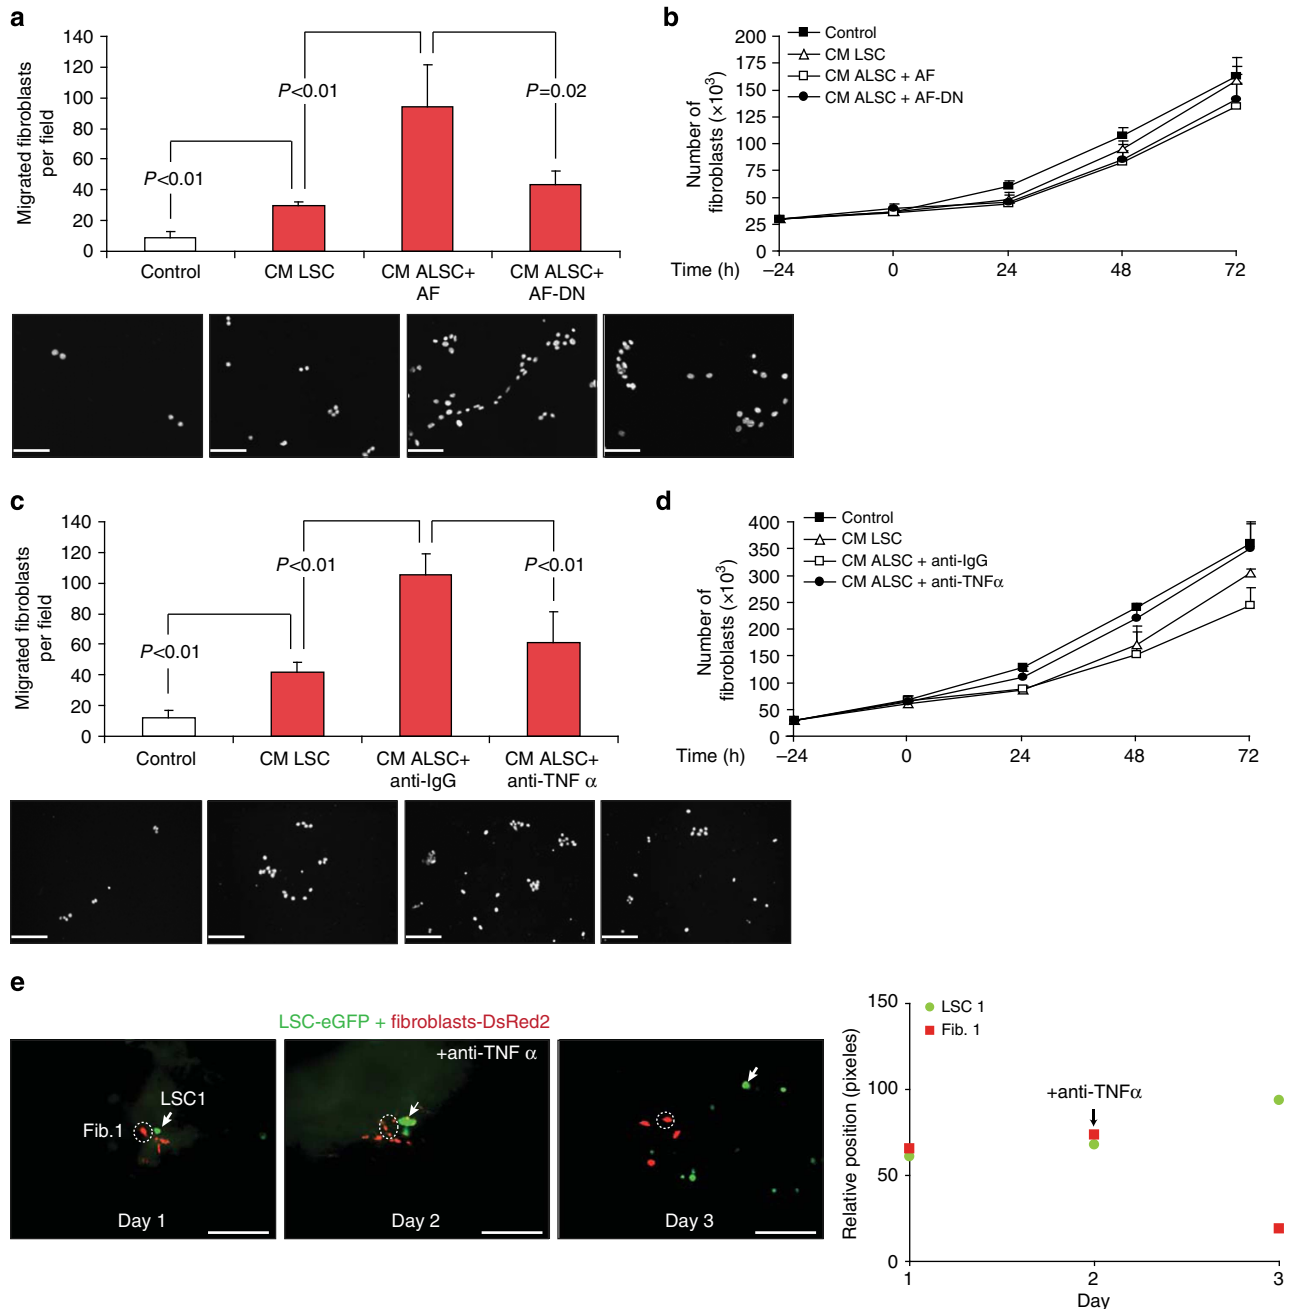 a
140
120
100
80
60
40
20
0
Migrated fibroblasts
per field
P<0.01
P<0.01
P=0.02
Control
CM LSC
CM ALSC+
AF
CM ALSC+
AF-DN
b
200
175
150
125
100
75
50
25
0
Number of
fibroblasts (×10³)
Control
CM LSC
CM ALSC + AF
CM ALSC + AF-DN
Time (h)
–24
0
24
48
72
c
140
120
100
80
60
40
20
0
Migrated fibroblasts
per field
P<0.01
P<0.01
P<0.01
Control
CM LSC
CM ALSC+
anti-IgG
CM ALSC+
anti-TNF α
d
400
350
300
250
200
150
100
50
0
Number of
fibroblasts (×10³)
Control
CM LSC
CM ALSC + anti-IgG
CM ALSC + anti-TNFα
Time (h)
–24
0
24
48
72
e
LSC-eGFP + fibroblasts-DsRed2
LSC1
Fib.1
Day 1
+anti-TNF α
Day 2
Day 3
150
100
50
0
Relative position (pixeles)
LSC 1
Fib. 1
+anti-TNFα
1
2
3
Day